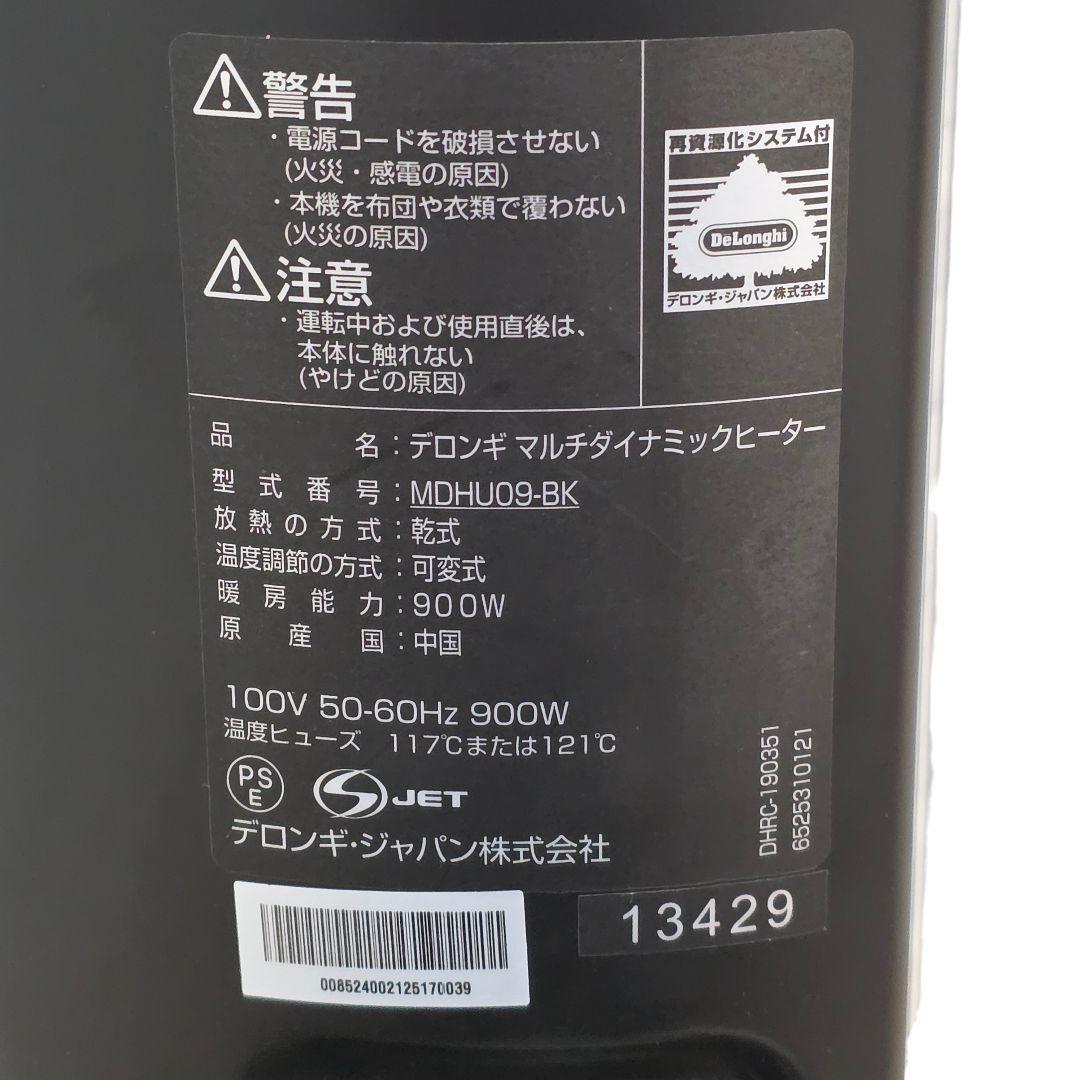 警告
・電源コードを破損させない
(火災・感電の原因)
・本機を布団や衣類で覆わない
(火災の原因)
注意
・運転中および使用直後は、
本体に触れない
(やけどの原因)
再資源化システム付
DeLonghi
デロンギ・ジャパン株式会社
品名：デロンギ マルチダイナミックヒーター
型式番号：MDHU09-BK
放熱の方式：乾式
温度調節の方式：可変式
暖房能力：900W
原産国：中国
100V 50-60Hz 900W
温度ヒューズ 117℃または121℃
PSE
JET
デロンギ・ジャパン株式会社
DHRC-190351
6525310121
13429
008524002125170039